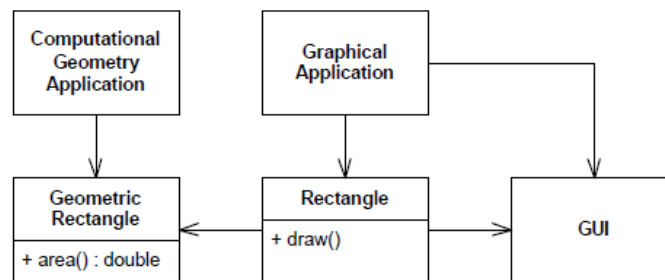 Computational
Geometry
Application
Graphical
Application
Geometric
Rectangle
+ area() : double
Rectangle
+ draw()
GUI